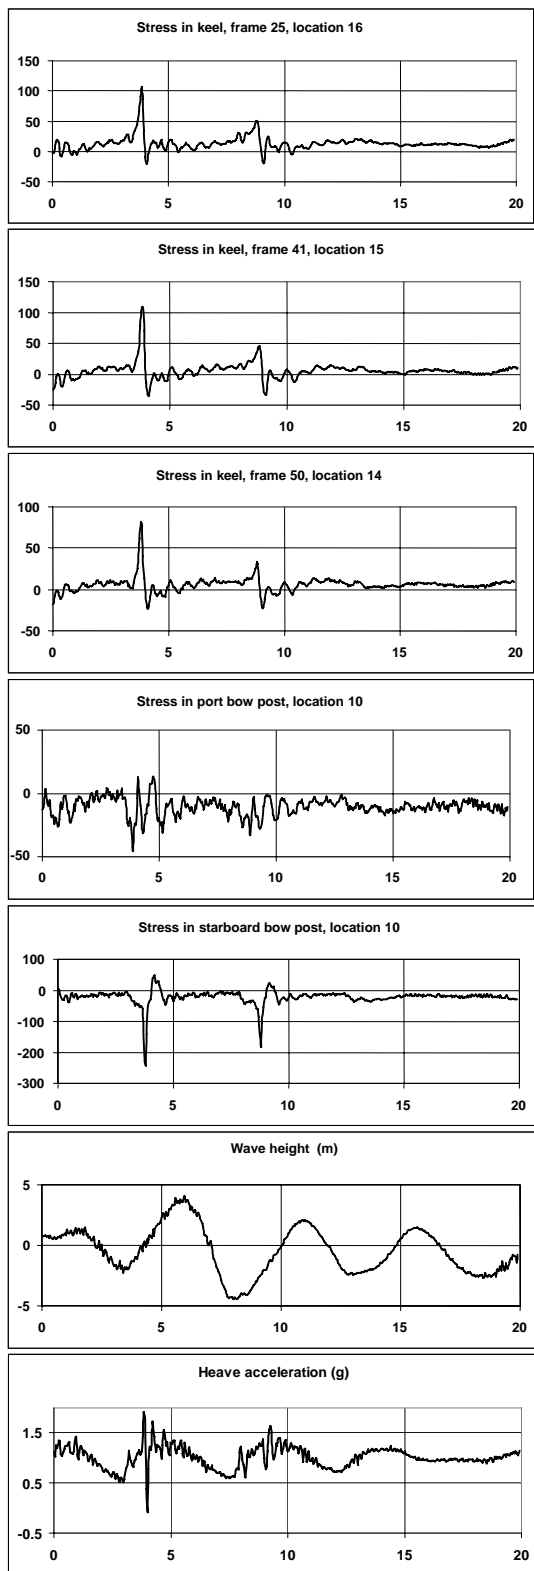 Stress in keel, frame 25, location 16
150
100
50
0
-50
0 5 10 15 20
Stress in keel, frame 41, location 15
150
100
50
0
-50
0 5 10 15 20
Stress in keel, frame 50, location 14
100
50
0
-50
0 5 10 15 20
Stress in port bow post, location 10
50
0
-50
0 5 10 15 20
Stress in starboard bow post, location 10
100
0
-100
-200
-300
0 5 10 15 20
Wave height (m)
5
0
-5
0 5 10 15 20
Heave acceleration (g)
1.5
0.5
-0.5
0 5 10 15 20